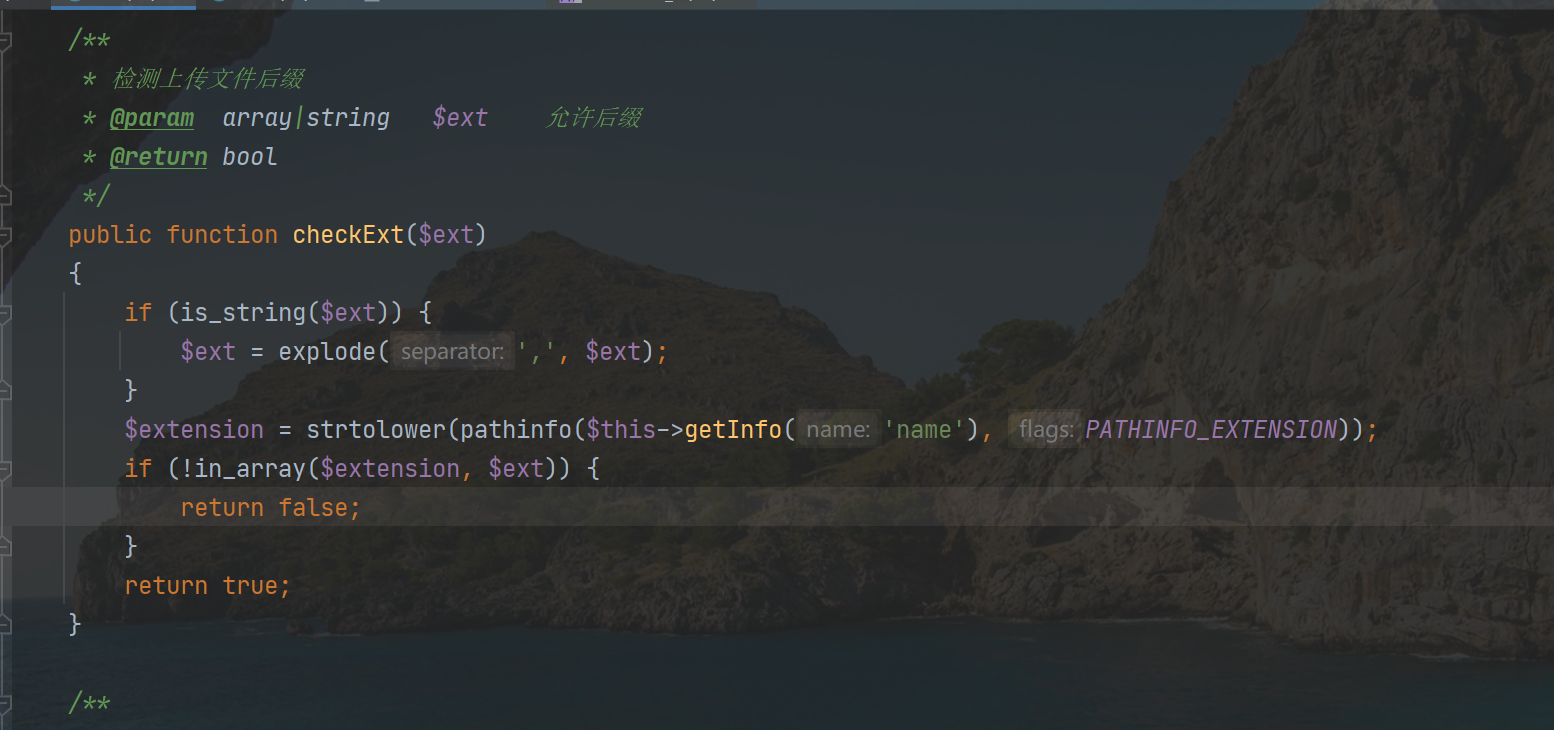 /**
 * 检测上传文件后缀
 * @param  array|string   $ext    允许后缀
 * @return bool
 */
public function checkExt($ext)
{
    if (is_string($ext)) {
        $ext = explode( separator: ',', $ext);
    }
    $extension = strtolower(pathinfo($this->getInfo( name: 'name'),  flags: PATHINFO_EXTENSION));
    if (!in_array($extension, $ext)) {
        return false;
    }
    return true;
}
/**